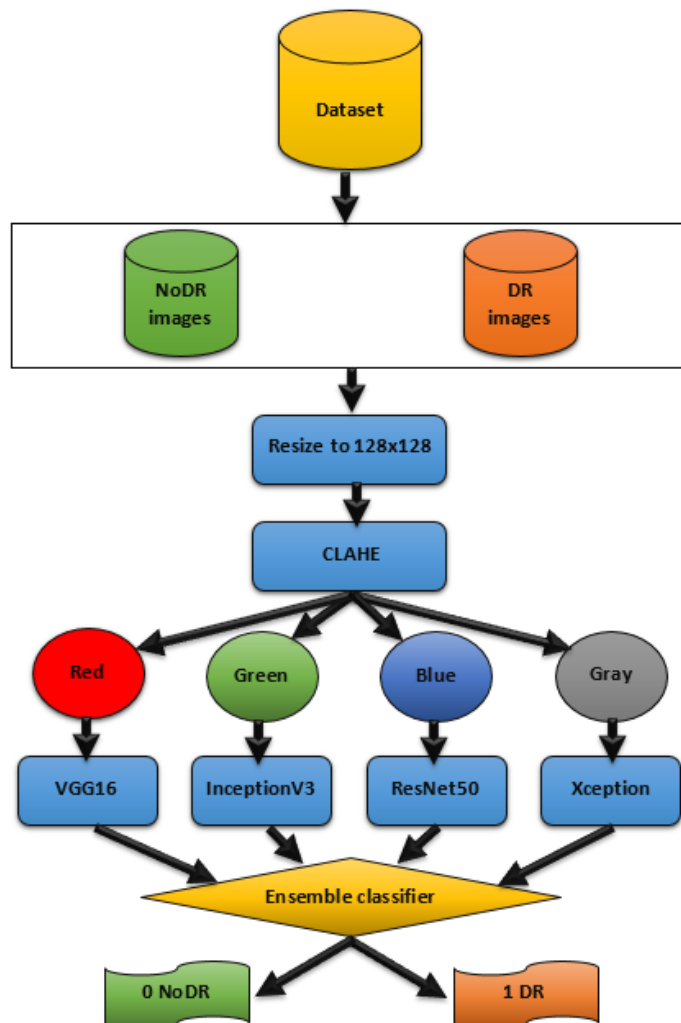 Dataset
NoDR
images
DR
images
Resize to 128x128
CLAHE
Red
Green
Blue
Gray
VGG16
InceptionV3
ResNet50
Xception
Ensemble classifier
0 NoDR
1 DR